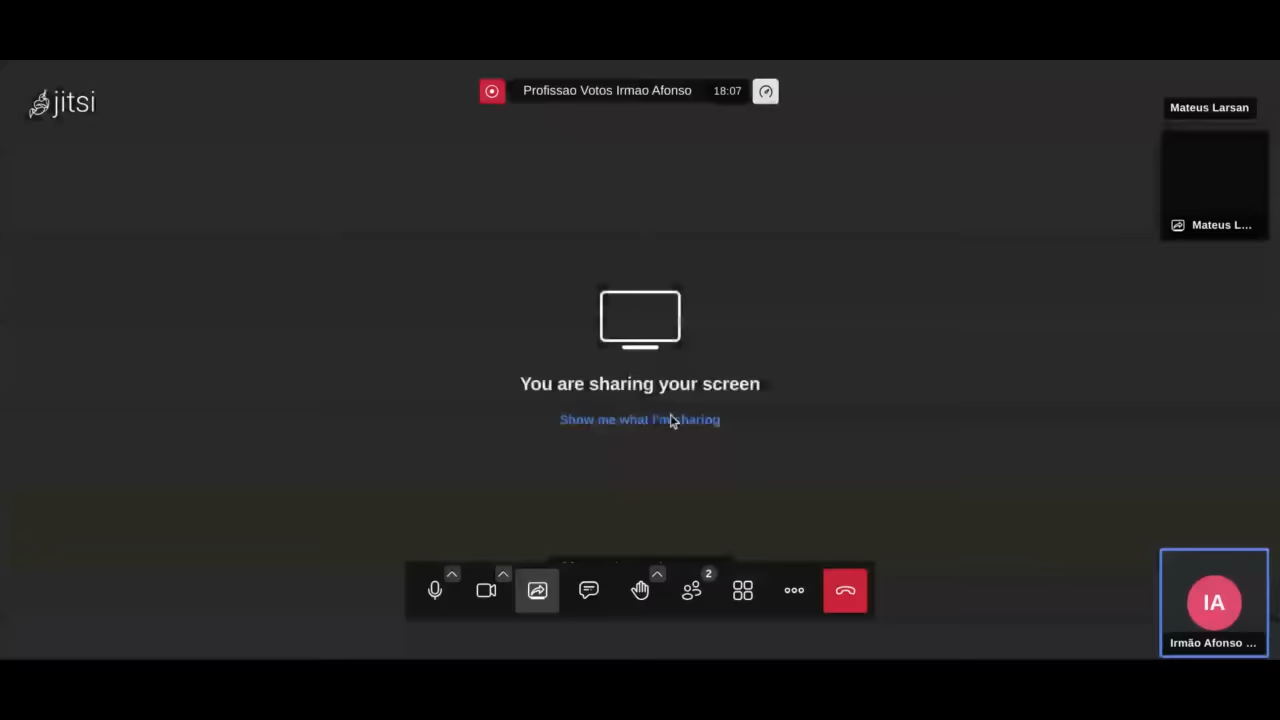 jitsi
Profissao Votos Irmao Afonso 18:07
Mateus Larsan
Mateus L...
You are sharing your screen
Show me what I'm sharing
2
IA
Irmão Afonso ...